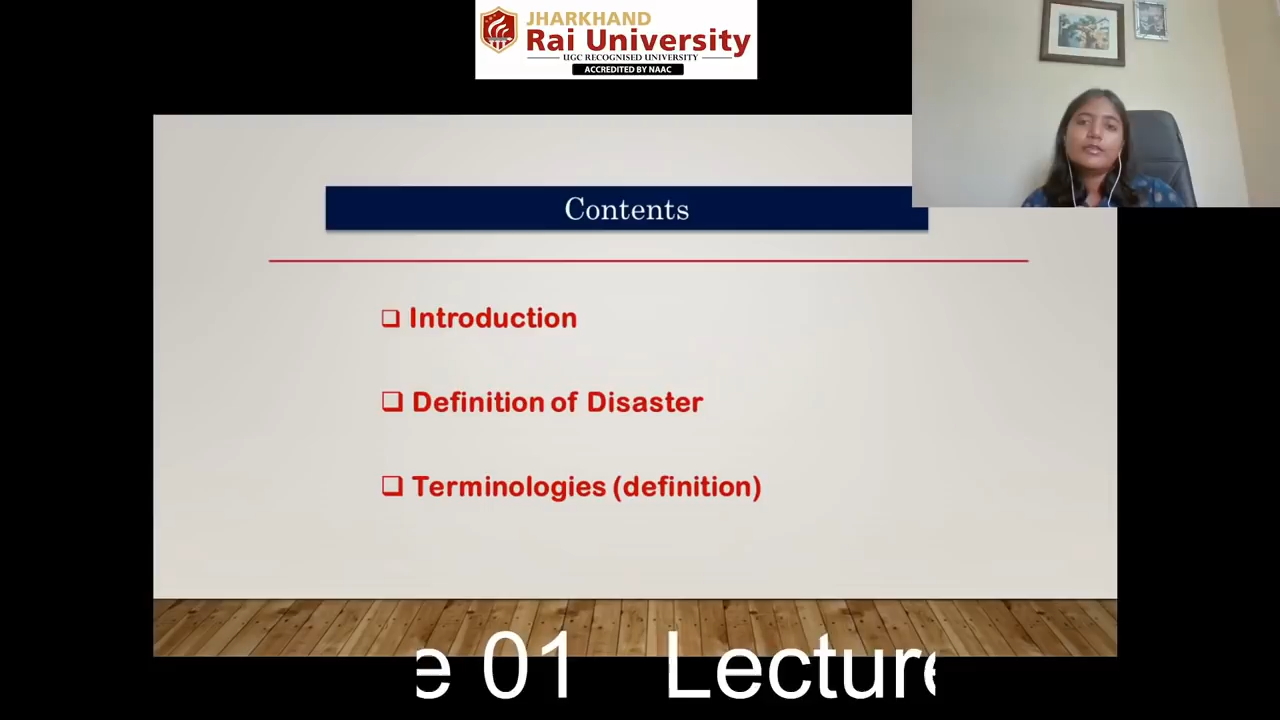 JHARKHAND
Rai University
UGC RECOGNISED UNIVERSITY
ACCREDITED BY NAAC
Contents
❑ Introduction
❑ Definition of Disaster
❑ Terminologies (definition)
e 01 Lecture